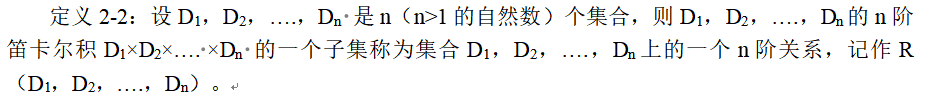 定义 2-2：设 D₁，D₂，….，Dₙ 是 n（n>1 的自然数）个集合，则 D₁，D₂，….，Dₙ 的 n 阶
笛卡尔积 D₁×D₂×….×Dₙ 的一个子集称为集合 D₁，D₂，….，Dₙ 上的一个 n 阶关系，记作 R
（D₁，D₂，….，Dₙ）。